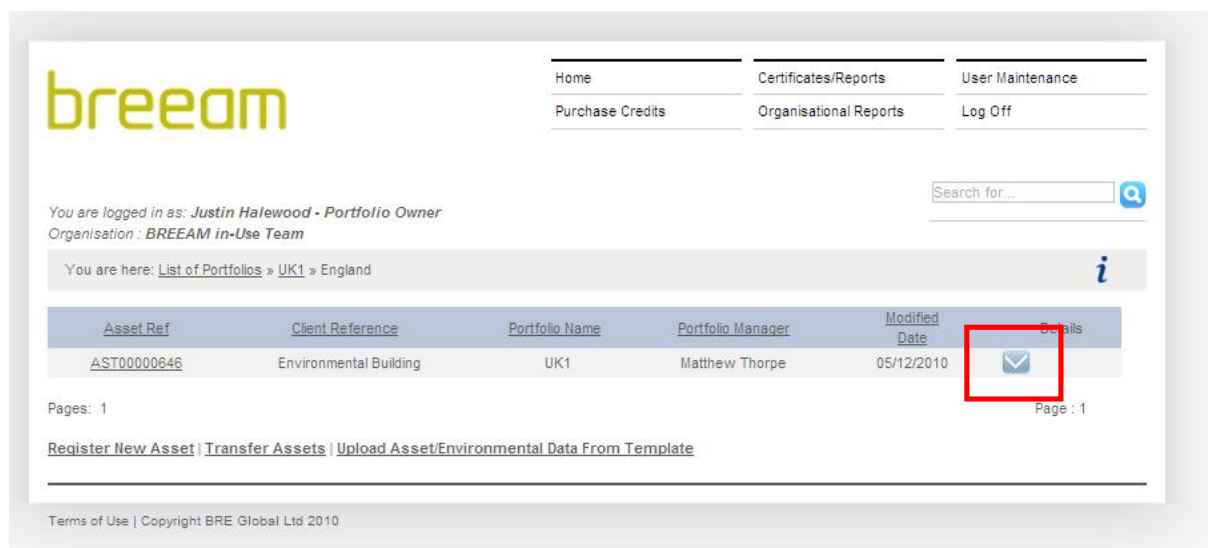 breeam
Home Certificates/Reports User Maintenance
Purchase Credits Organisational Reports Log Off
Search for...
You are logged in as: Justin Halewood - Portfolio Owner
Organisation : BREEAM in-Use Team
You are here: List of Portfolios » UK1 » England i
Asset Ref Client Reference Portfolio Name Portfolio Manager Modified Date Details
AST00000646 Environmental Building UK1 Matthew Thorpe 05/12/2010
Pages: 1 Page : 1
Register New Asset | Transfer Assets | Upload Asset/Environmental Data From Template
Terms of Use | Copyright BRE Global Ltd 2010